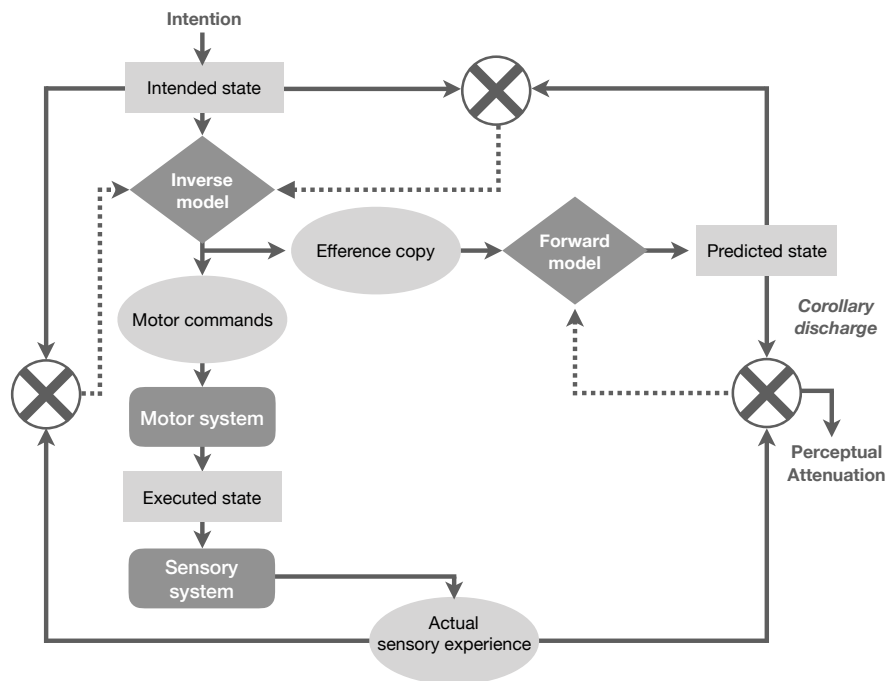 Intention
Intended state
Inverse
model
Efference copy
Forward
model
Predicted state
Corollary
discharge
Motor commands
Motor system
Perceptual
Attenuation
Executed state
Sensory
system
Actual
sensory experience